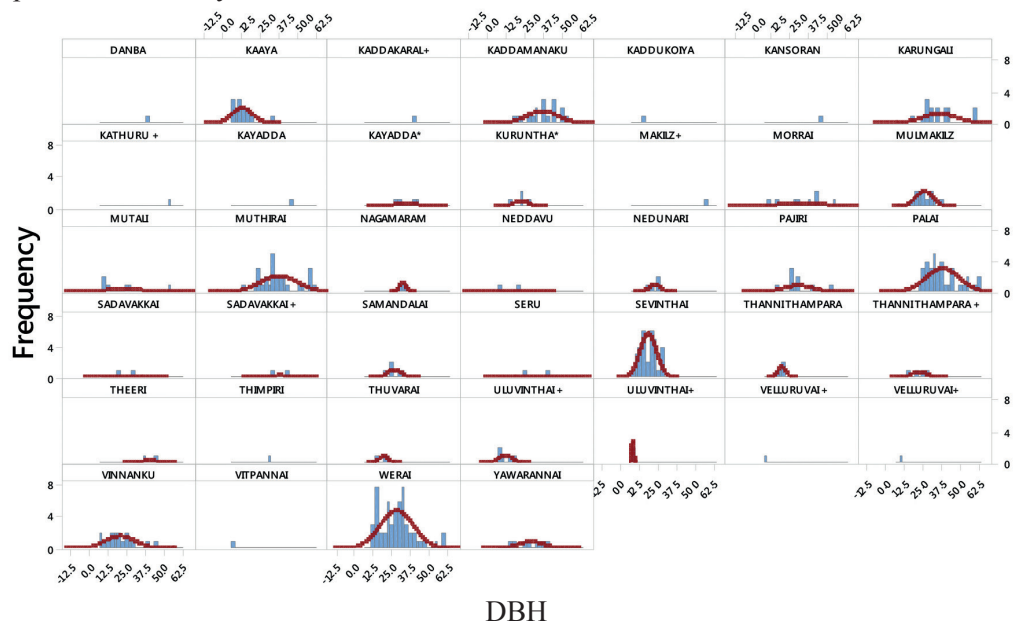 -12.5 0.0 12.5 25.0 37.5 50.0 62.5 -12.5 0.0 12.5 25.0 37.5 50.0 62.5 -12.5 0.0 12.5 25.0 37.5 50.0 62.5
DANBA KAAYA KADDAKARAL+ KADDAMANAKU KADDUKOIYA KANSORAN KARUNGALI
8
4
0
KATHURU + KAYADDA KAYADDA* KURUNTHA* MAKILZ+ MORRAI MULMAKILZ
8
4
0
MUTALI MUTHIRAI NAGAMARAM NEDDAVU NEDUNARI PAJIRI PALAI
8
4
0
Frequency
SADAVAKKAI SADAVAKKAI + SAMANDALAI SERU SEVINTHAI THANNITHAMPARA THANNITHAMPARA +
8
4
0
THEERI THIMPIRI THUVARAI ULUVINTHAI + ULUVINTHAI+ VELLURUVAI + VELLURUVAI+
8
4
0
VINNANKU VITPANNAI WERAI YAWARANNAI
0.0 12.5 25.0 37.5 50.0 62.5 -12.5 0.0 12.5 25.0 37.5 50.0 62.5
8
4
0
-12.5 0.0 12.5 25.0 37.5 50.0 62.5 -12.5 0.0 12.5 25.0 37.5 50.0 62.5
DBH